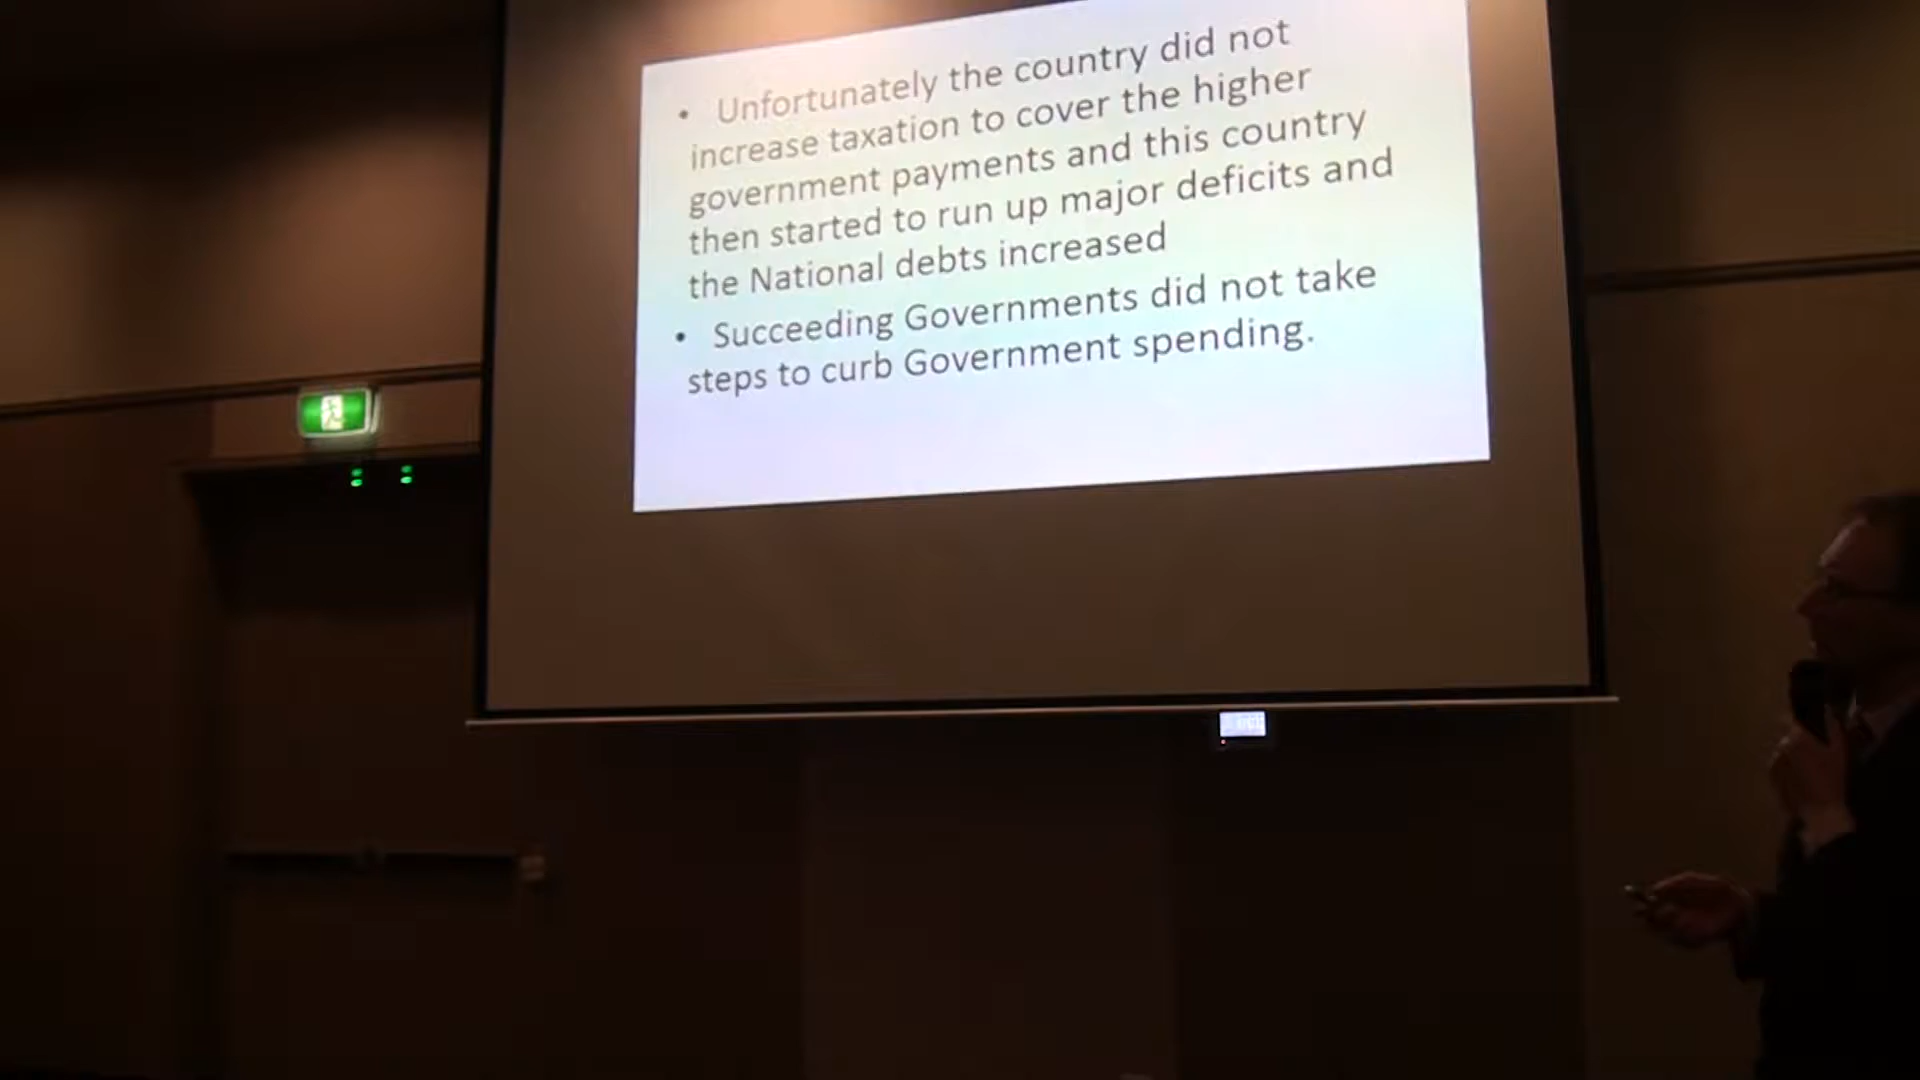 • Unfortunately the country did not
increase taxation to cover the higher
government payments and this country
then started to run up major deficits and
the National debts increased
• Succeeding Governments did not take
steps to curb Government spending.